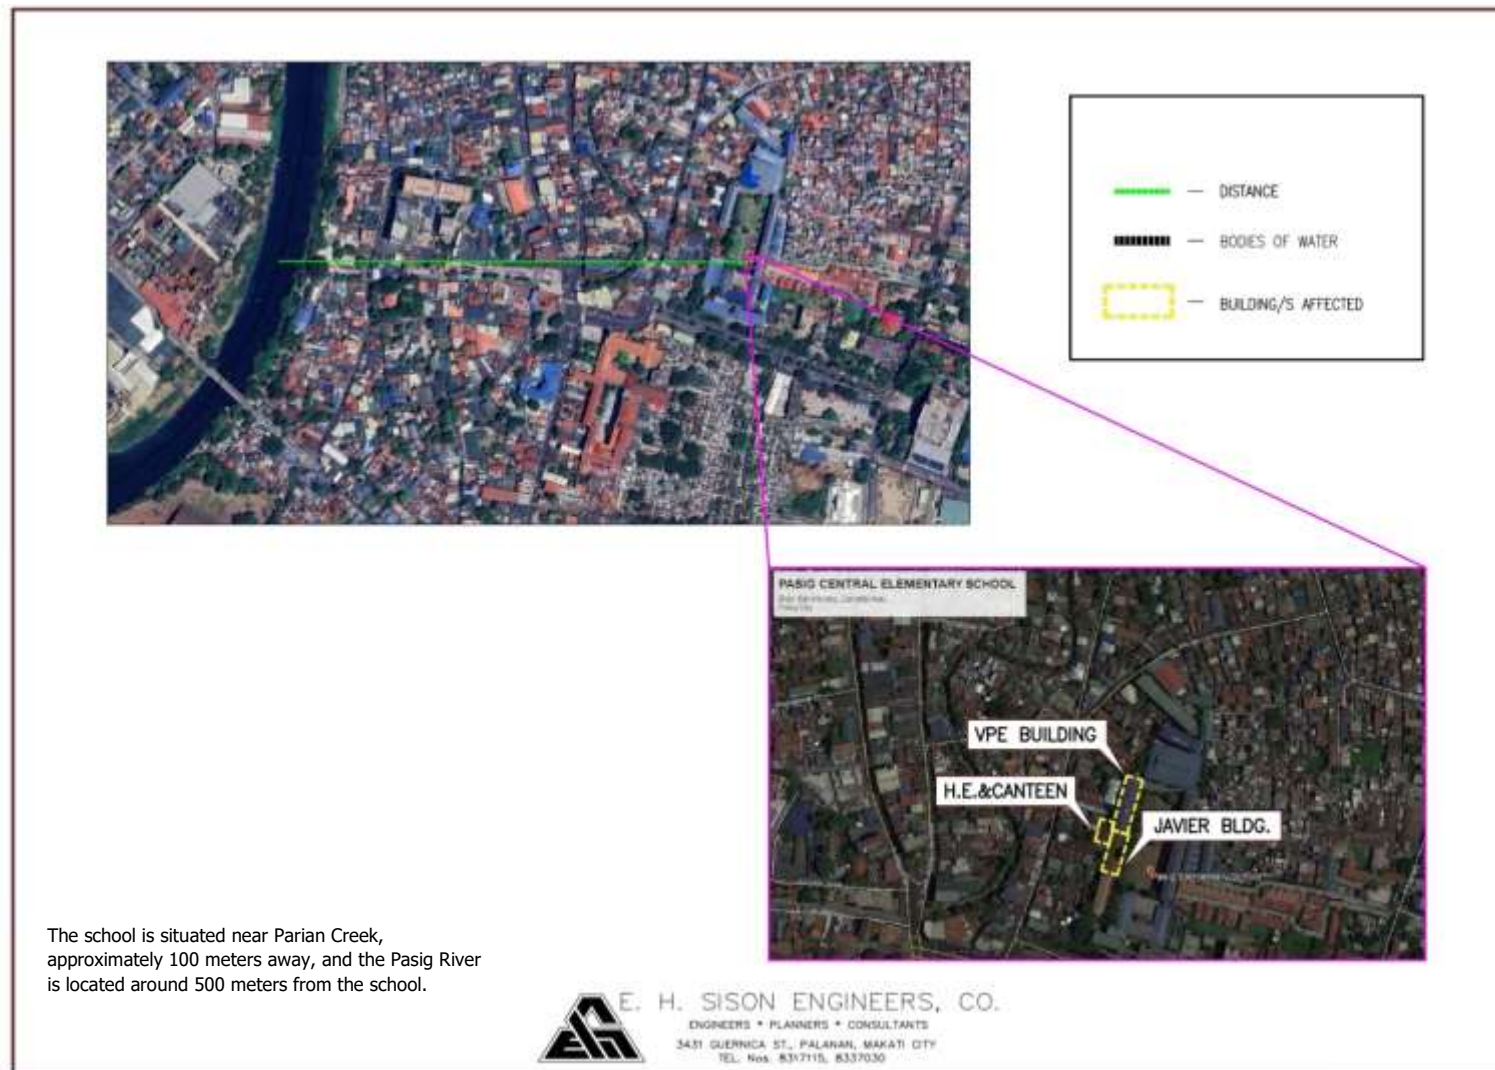 — DISTANCE
— BODIES OF WATER
— BUILDING/S AFFECTED
PASIG CENTRAL ELEMENTARY SCHOOL
VPE BUILDING
H.E.&CANTEEN
JAVIER BLDG.
The school is situated near Parian Creek,
approximately 100 meters away, and the Pasig River
is located around 500 meters from the school.
E. H. SISON ENGINEERS, CO.
ENGINEERS * PLANNERS * CONSULTANTS
3431 GUERNICA ST., PALANAN, MAKATI CITY
TEL. Nos. 8317115, 8337030